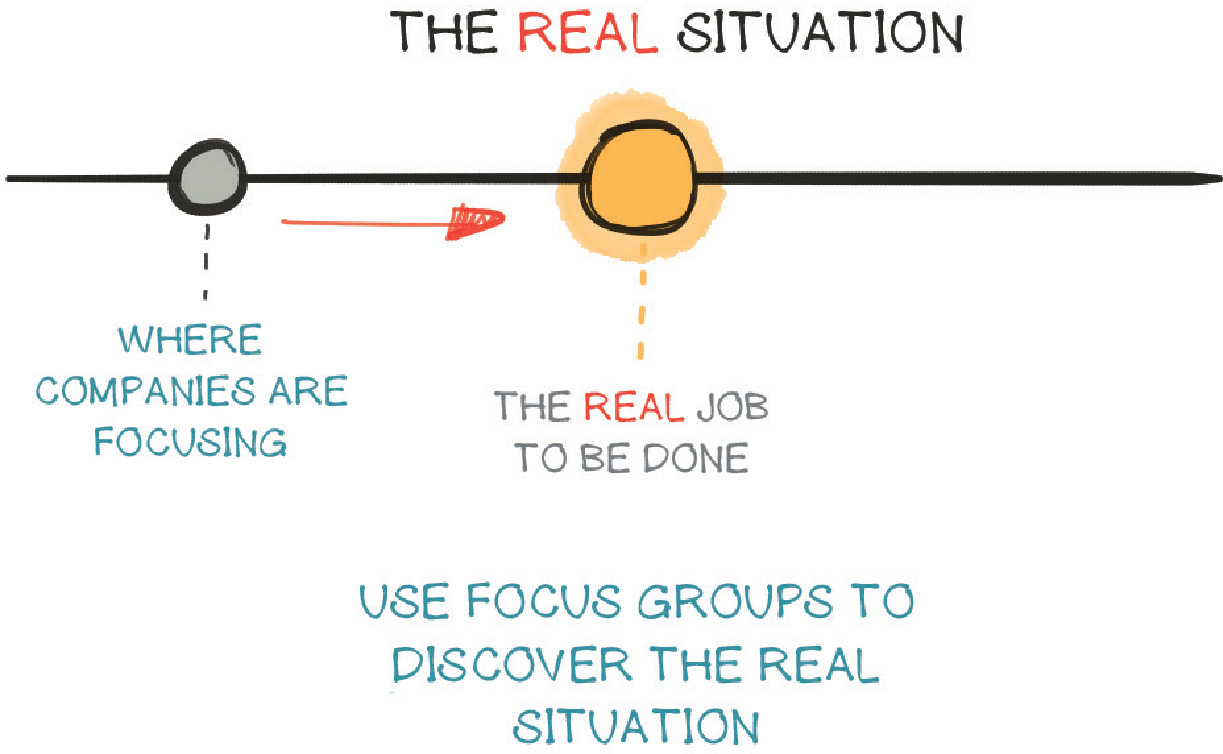 THE REAL SITUATION
WHERE
COMPANIES ARE
FOCUSING
THE REAL JOB
TO BE DONE
USE FOCUS GROUPS TO
DISCOVER THE REAL
SITUATION